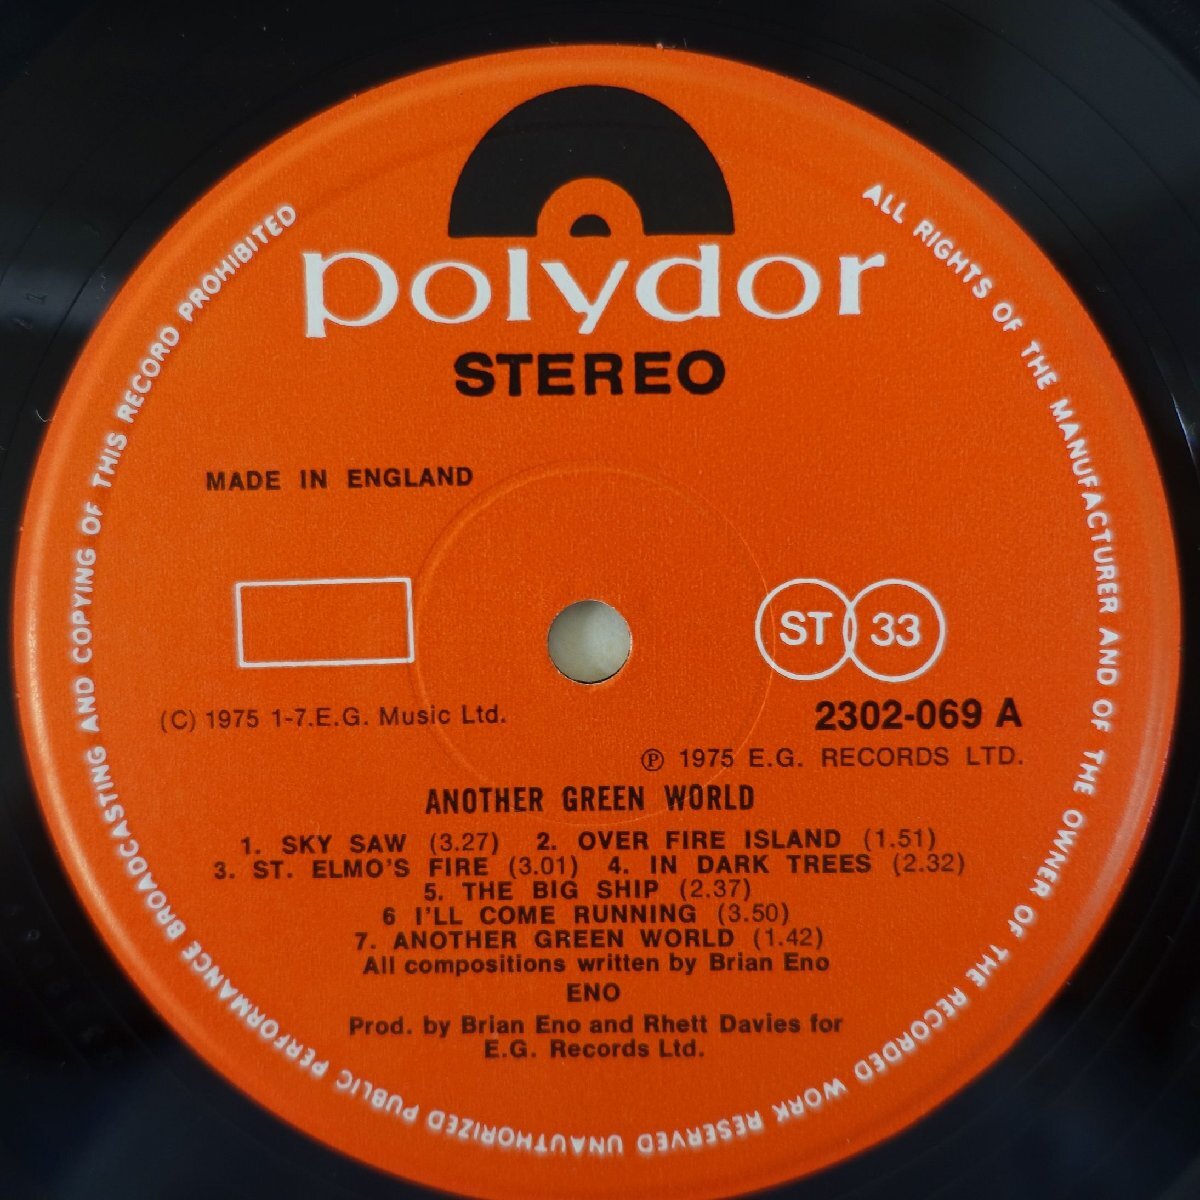 polydor
STEREO
MADE IN ENGLAND
ST 33
(C) 1975 1-7.E.G. Music Ltd.
2302-069 A
℗ 1975 E.G. RECORDS LTD.
ANOTHER GREEN WORLD
1. SKY SAW (3.27) 2. OVER FIRE ISLAND (1.51)
3. ST. ELMO'S FIRE (3.01) 4. IN DARK TREES (2.32)
5. THE BIG SHIP (2.37)
6 I'LL COME RUNNING (3.50)
7. ANOTHER GREEN WORLD (1.42)
All compositions written by Brian Eno
ENO
Prod. by Brian Eno and Rhett Davies for
E.G. Records Ltd.
ALL RIGHTS OF THE MANUFACTURER AND OF THE OWNER OF THE RECORDED WORK RESERVED UNAUTHORIZED PUBLIC PERFORMANCE BROADCASTING AND COPYING OF THIS RECORD PROHIBITED